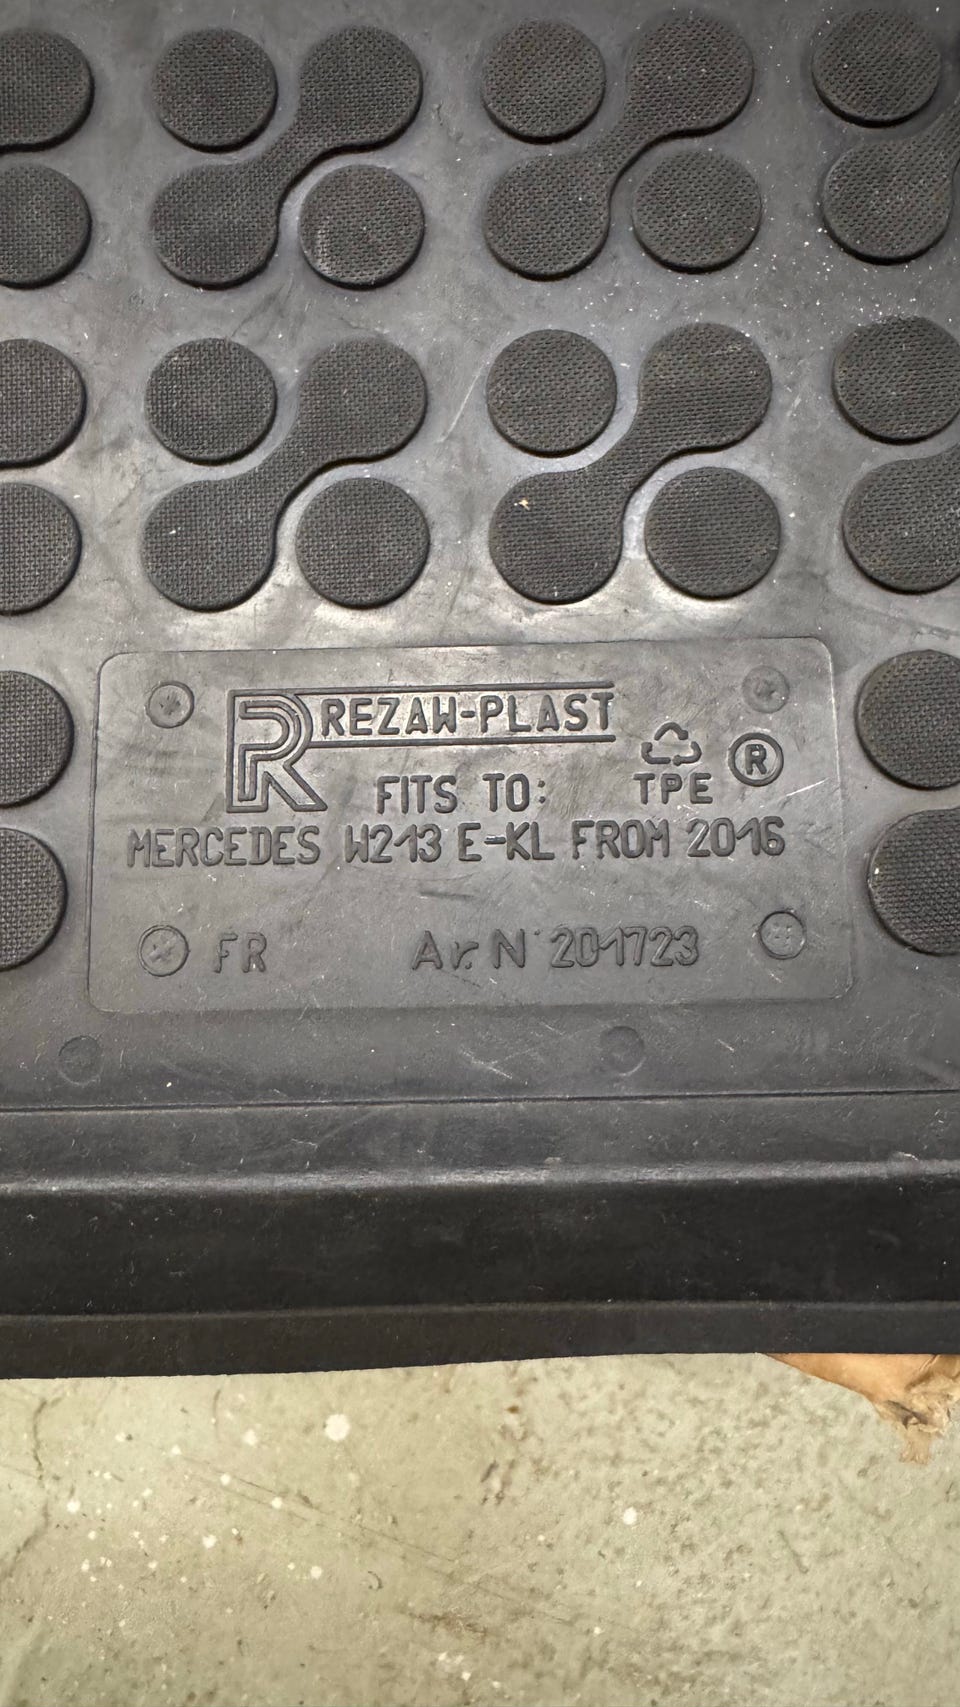 REZAW-PLAST
FITS TO: TPE ®
MERCEDES W213 E-KL FROM 2016
FR Ar. N° 201723